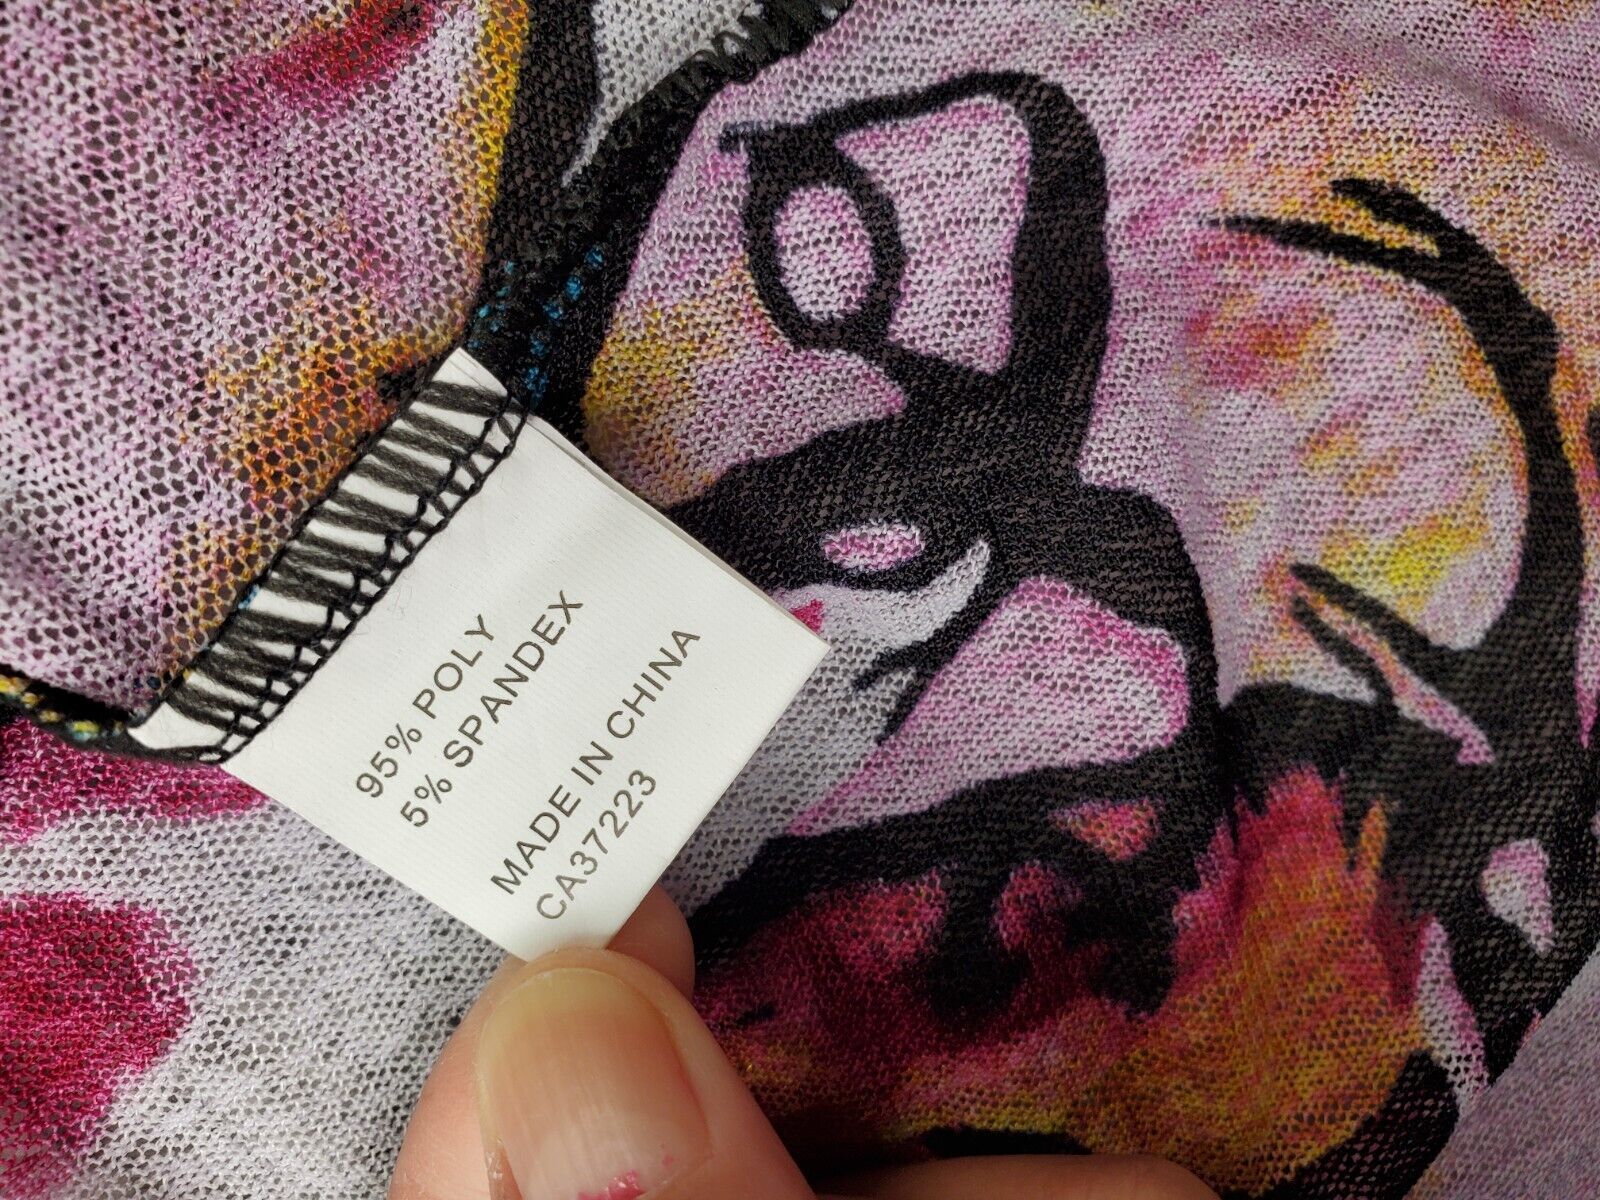 95% POLY
5% SPANDEX
MADE IN CHINA
CA37223